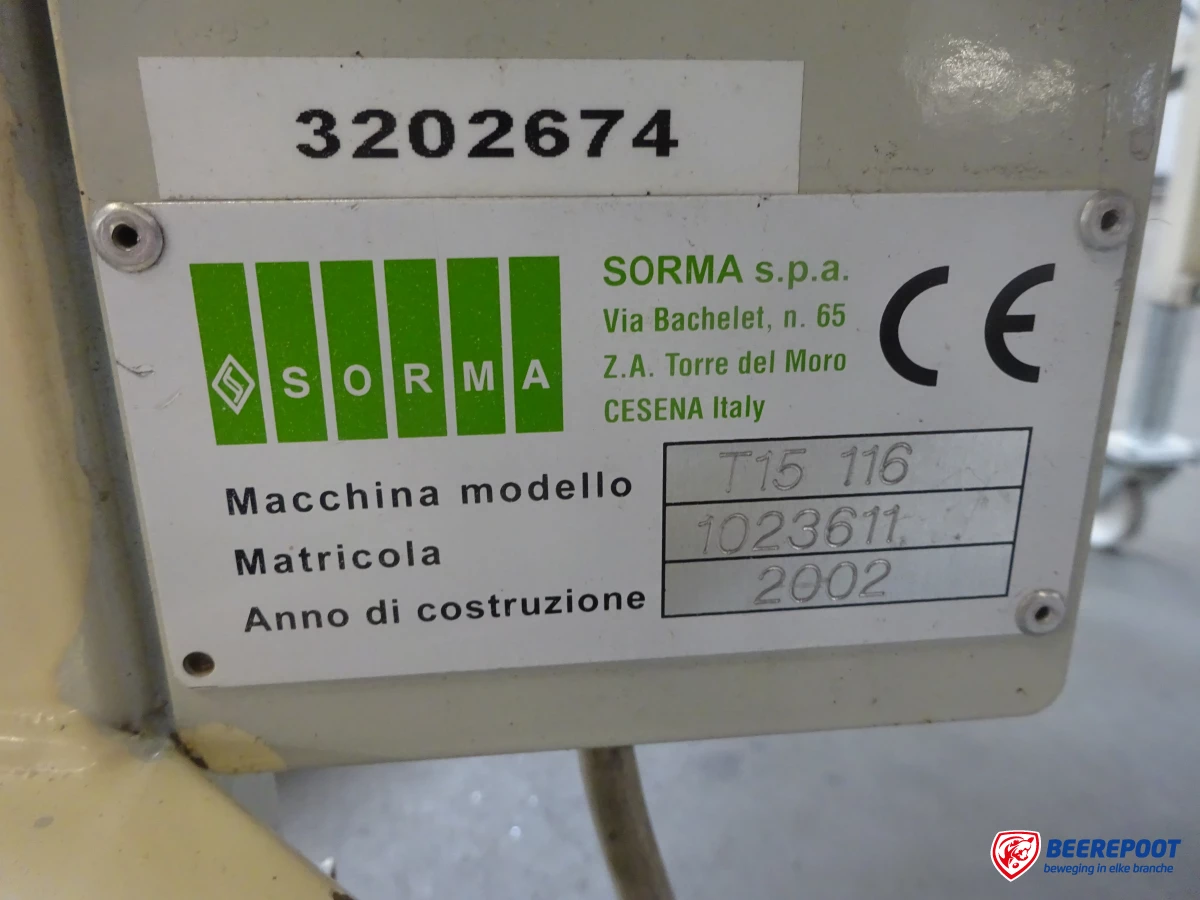 3202674
SORMA
SORMA s.p.a.
Via Bachelet, n. 65
Z.A. Torre del Moro
CESENA Italy
CE
Macchina modello T15 116
Matricola 1023611
Anno di costruzione 2002
BEEREPOOT
beweging in elke branche